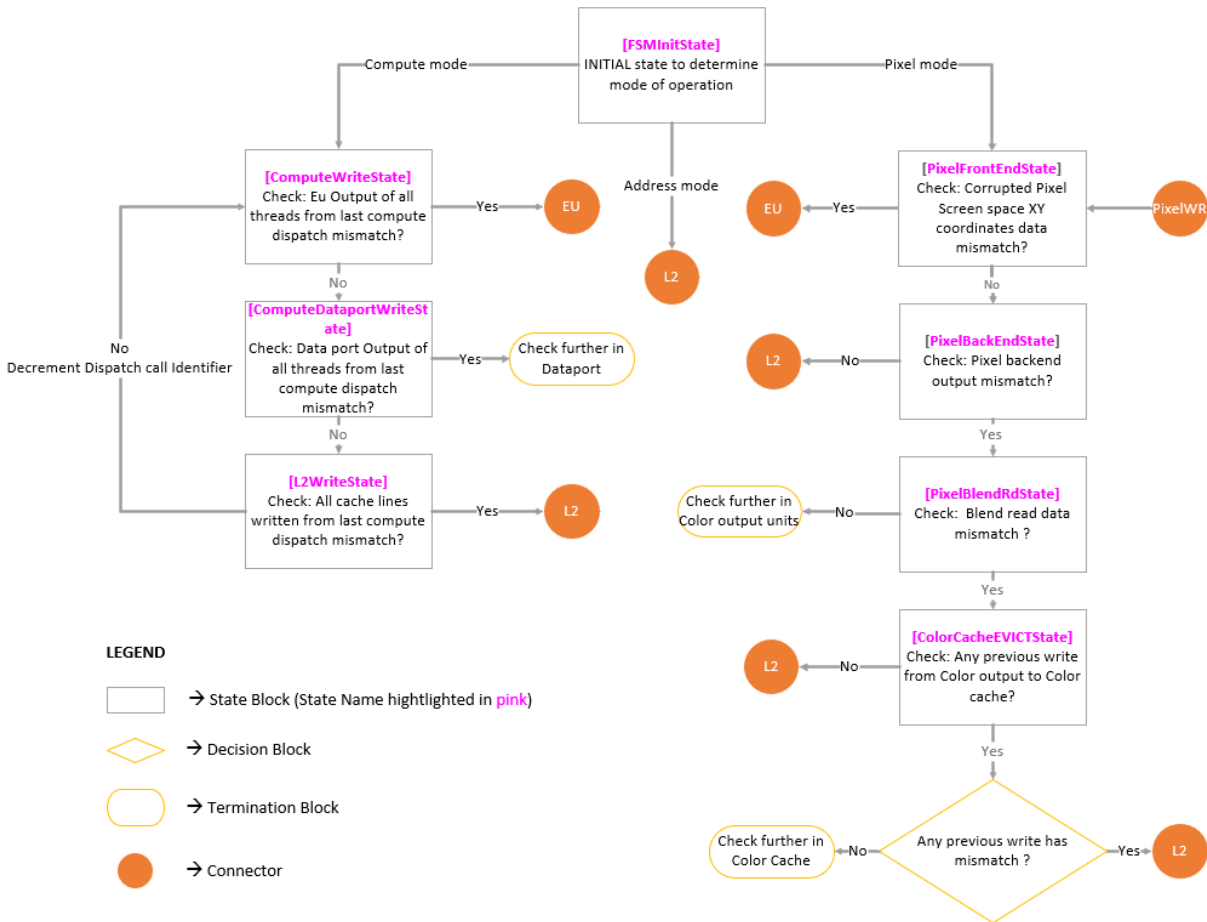 [FSMInitState]
INITIAL state to determine
mode of operation
Compute mode
Pixel mode
Address mode
L2
[ComputeWriteState]
Check: Eu Output of all
threads from last compute
dispatch mismatch?
Yes
EU
No
[ComputeDataportWriteSt
ate]
Check: Data port Output of
all threads from last
compute dispatch
mismatch?
Yes
Check further in
Dataport
No
[L2WriteState]
Check: All cache lines
written from last compute
dispatch mismatch?
Yes
L2
No
Decrement Dispatch call Identifier
[PixelFrontEndState]
Check: Corrupted Pixel
Screen space XY
coordinates data
mismatch?
PixelWR
Yes
EU
No
[PixelBackEndState]
Check: Pixel backend
output mismatch?
No
L2
Yes
[PixelBlendRdState]
Check: Blend read data
mismatch ?
No
Check further in
Color output units
Yes
[ColorCacheEVICTState]
Check: Any previous write
from Color output to Color
cache?
No
L2
Yes
Any previous write has
mismatch ?
No
Check further in
Color Cache
Yes
L2
LEGEND
→ State Block (State Name hightlighted in pink)
→ Decision Block
→ Termination Block
→ Connector